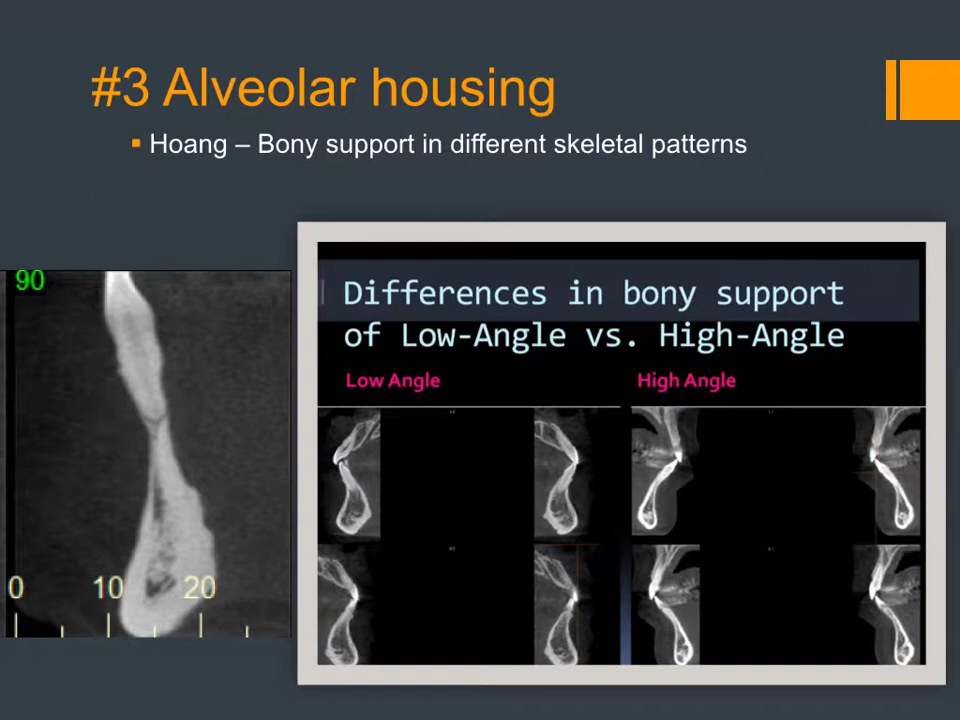 #3 Alveolar housing
Hoang – Bony support in different skeletal patterns
90
0 10 20
Differences in bony support
of Low-Angle vs. High-Angle
Low Angle High Angle